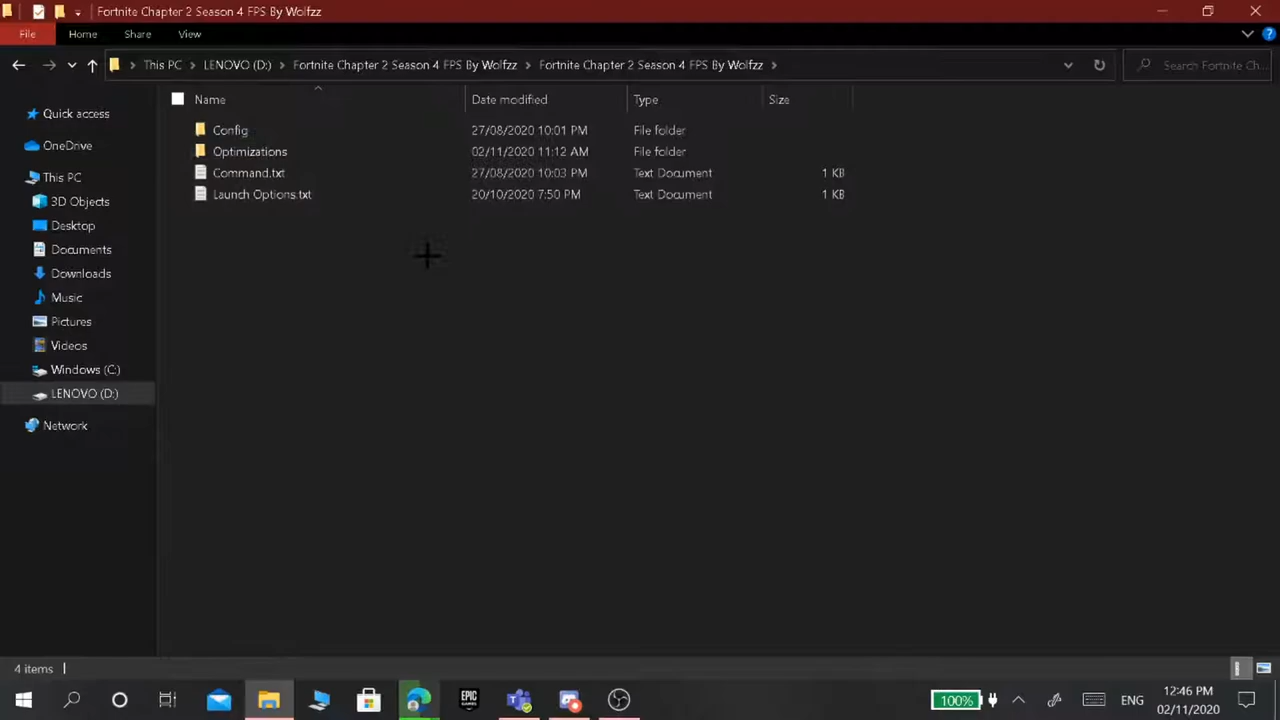 Fortnite Chapter 2 Season 4 FPS By Wolfzz
File Home Share View
This PC LENOVO (D:) Fortnite Chapter 2 Season 4 FPS By Wolfzz Fortnite Chapter 2 Season 4 FPS By Wolfzz Search Fortnite Ch...
Name Date modified Type Size
Quick access
OneDrive
This PC
3D Objects
Desktop
Documents
Downloads
Music
Pictures
Videos
Windows (C:)
LENOVO (D:)
Network
Config 27/08/2020 10:01 PM File folder
Optimizations 02/11/2020 11:12 AM File folder
Command.txt 27/08/2020 10:03 PM Text Document 1 KB
Launch Options.txt 20/10/2020 7:50 PM Text Document 1 KB
4 items
EPIC GAMES
100%
ENG
12:46 PM
02/11/2020